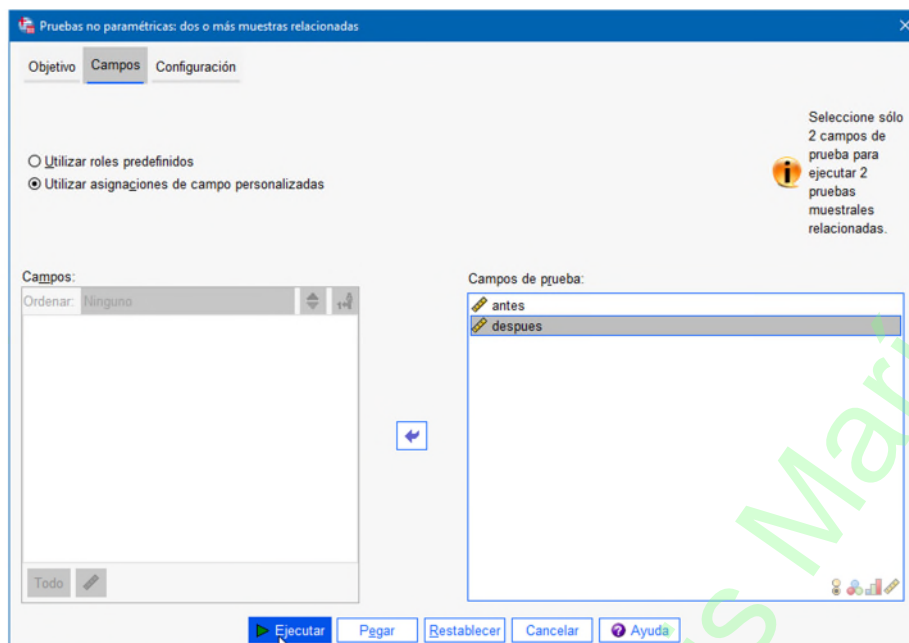 Pruebas no paramétricas: dos o más muestras relacionadas
Objetivo Campos Configuración
Seleccione sólo
2 campos de
prueba para
ejecutar 2
pruebas
muestrales
relacionadas.
Utilizar roles predefinidos
Utilizar asignaciones de campo personalizadas
Campos:
Ordenar: Ninguno
Campos de prueba:
antes
despues
Todo
Ejecutar Pegar Restablecer Cancelar Ayuda